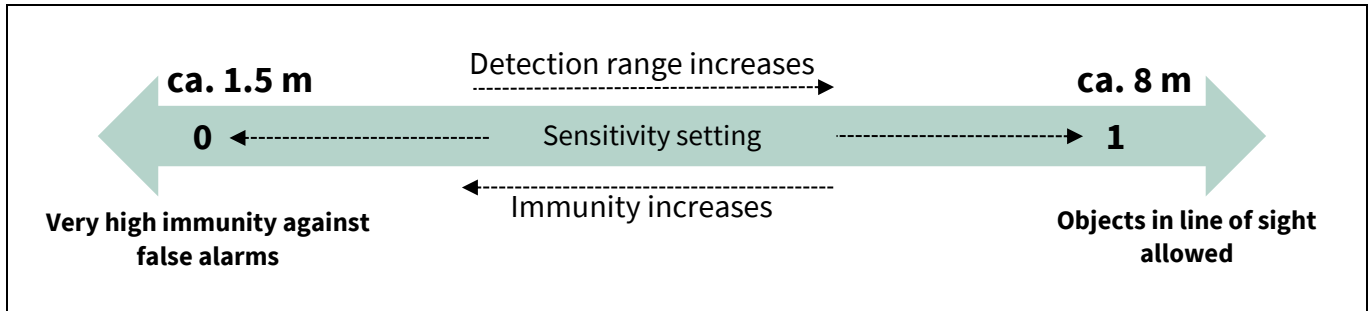 Detection range increases
ca. 1.5 m
ca. 8 m
0
Sensitivity setting
1
Immunity increases
Very high immunity against
false alarms
Objects in line of sight
allowed